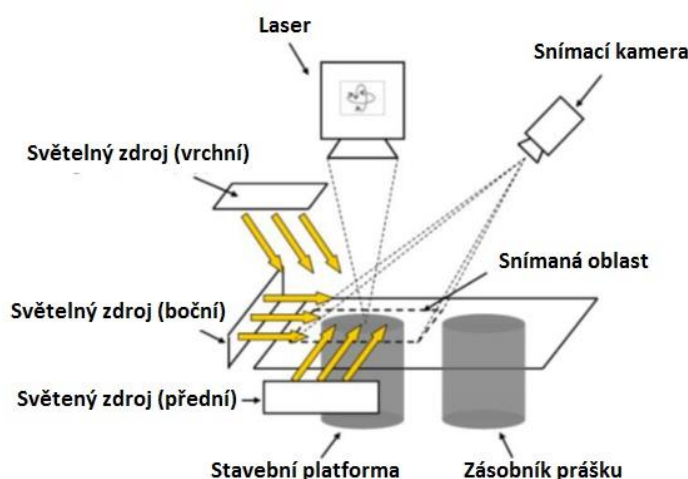 Laser
Snímací kamera
Světelný zdroj (vrchní)
Snímaná oblast
Světelný zdroj (boční)
Světený zdroj (přední)
Stavební platforma
Zásobník prášku